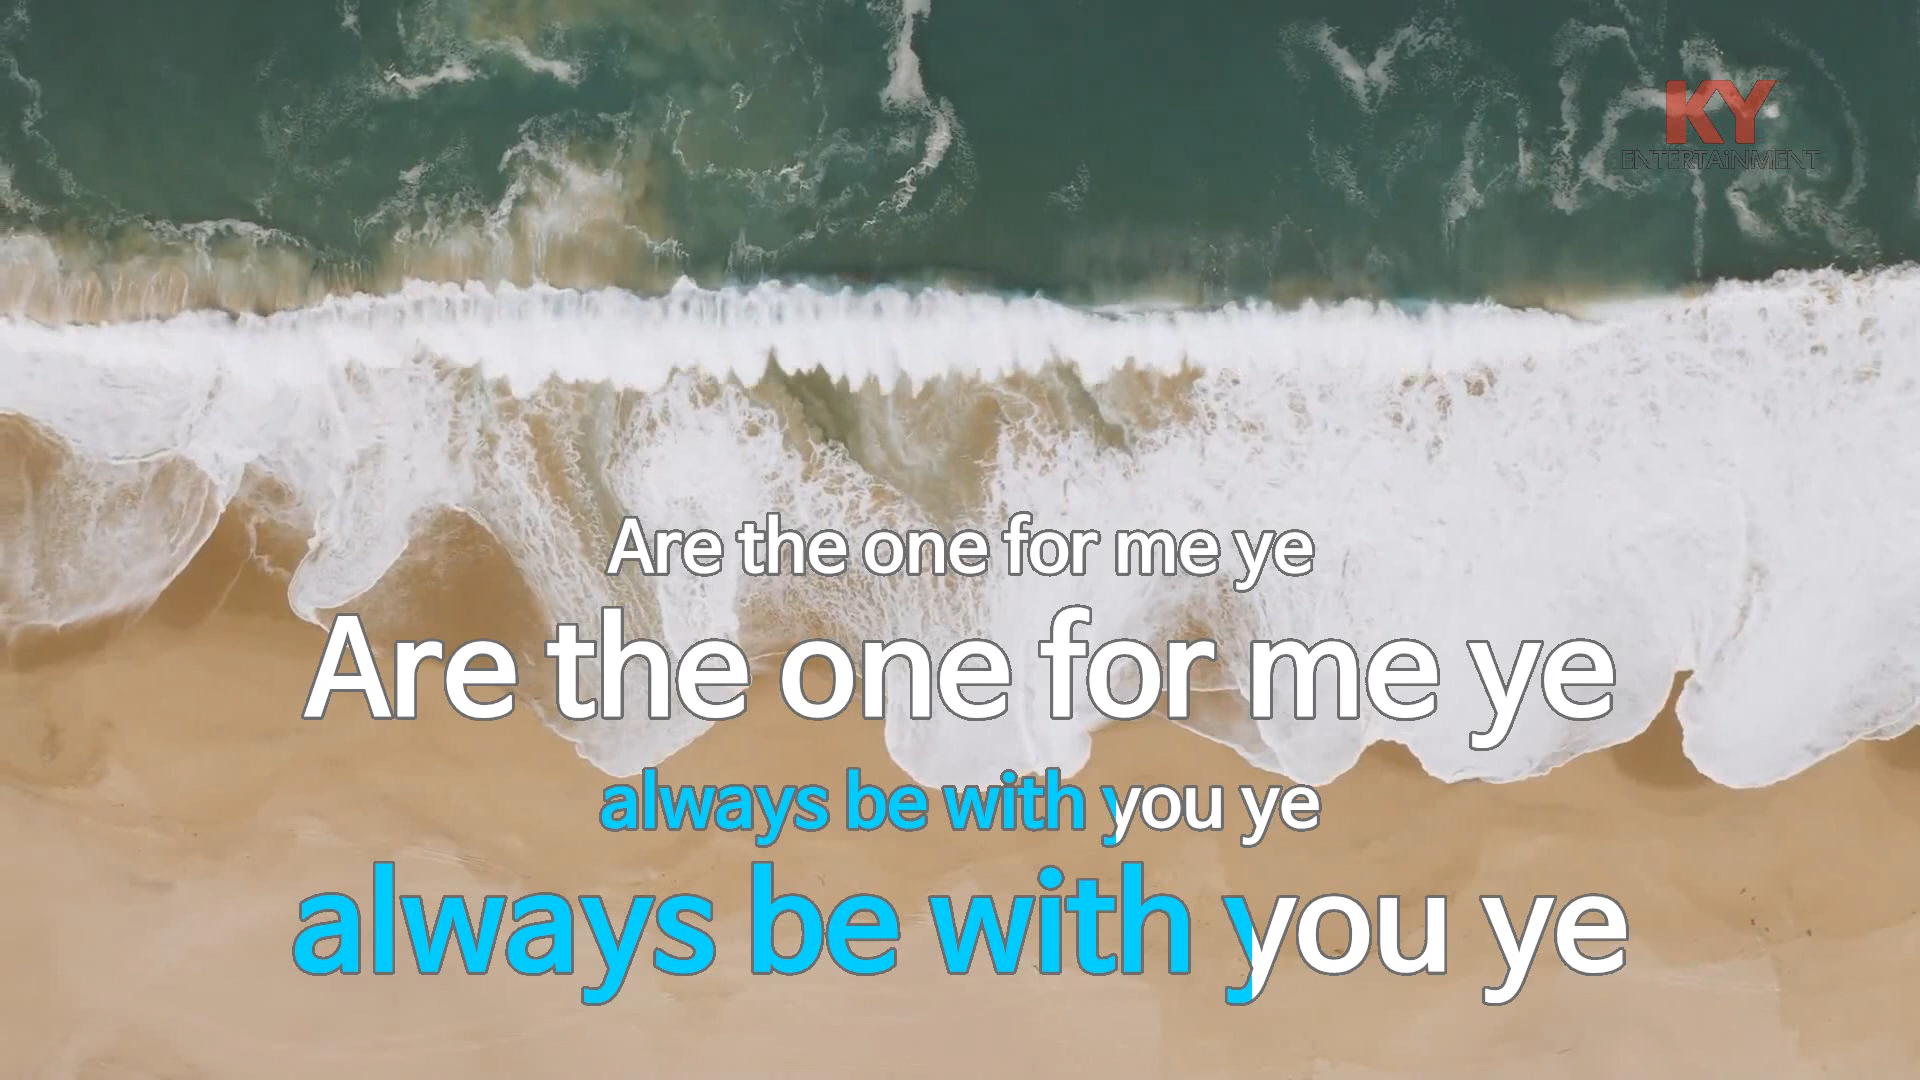 KY
ENTERTAiNMENT
Are the one for me ye
Are the one for me ye
always be with you ye
always be with you ye